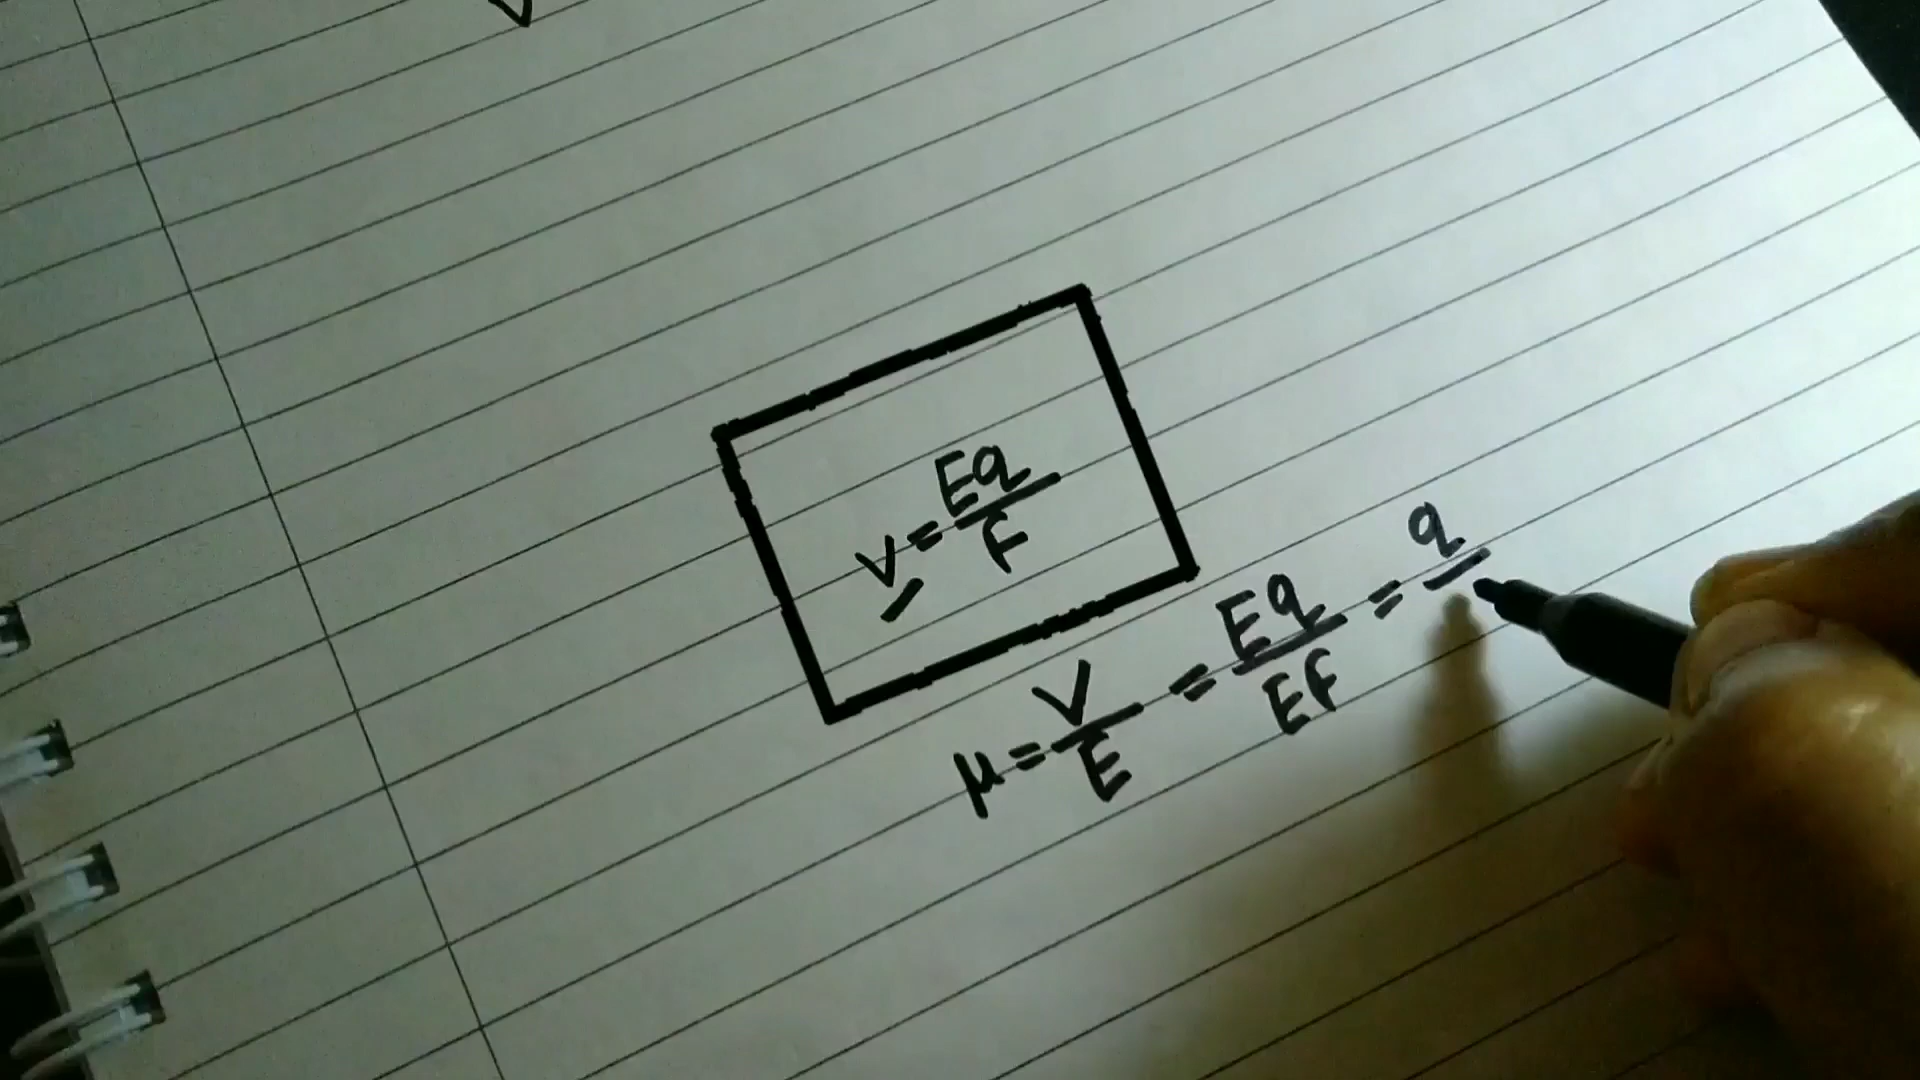 V
V = Eq/F
μ = V/E = Eq/EF = q/